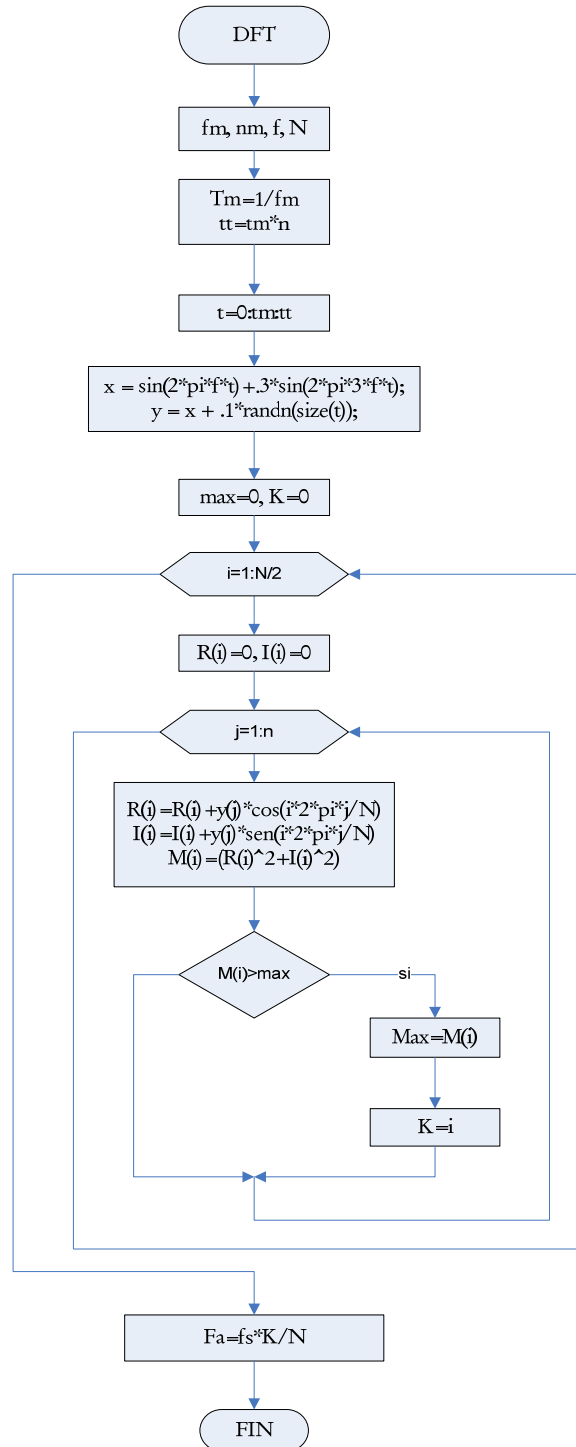 DFT
fm, nm, f, N
Tm=1/fm
tt=tm*n
t=0:tm:tt
x = sin(2*pi*f*t)+.3*sin(2*pi*3*f*t);
y = x + .1*randn(size(t));
max=0, K=0
i=1:N/2
R(i)=0, I(i)=0
j=1:n
R(i)=R(i)+y(j)*cos(i*2*pi*j/N)
I(i)=I(i)+y(j)*sen(i*2*pi*j/N)
M(i)=(R(i)^2+I(i)^2)
M(i)>max
si
Max=M(i)
K=i
Fa=fs*K/N
FIN